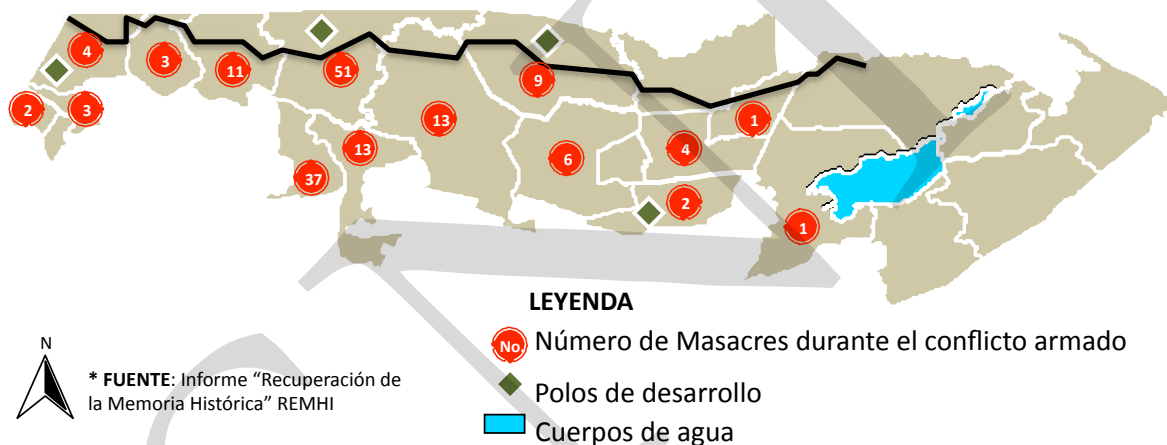 4
3
11
51
9
2
3
13
1
13
6
4
37
2
1
LEYENDA
No Número de Masacres durante el conflicto armado
N
* FUENTE: Informe “Recuperación de
la Memoria Histórica” REMHI
Polos de desarrollo
Cuerpos de agua